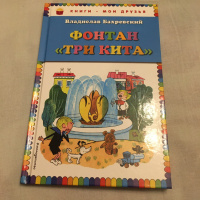 КНИГИ - МОИ ДРУЗЬЯ
Владислав Бахревский
ФОНТАН
«ТРИ КИТА»